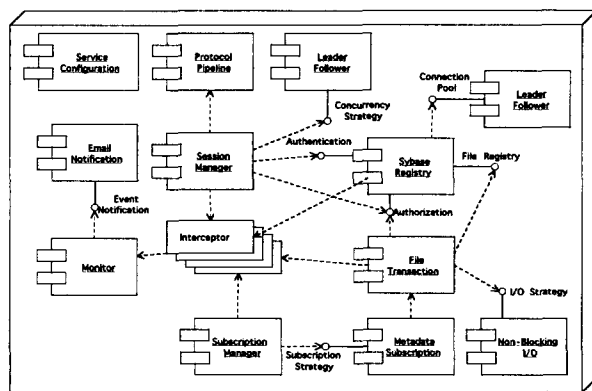 Service
Configuration
Protocol
Pipeline
Leader
Follower
Connection
Pool
Leader
Follower
Concurrency
Strategy
Email
Notification
Authentication
Session
Manager
Sybase
Registry
File Registry
Event
Notification
Authorization
Interceptor
Monitor
File
Transaction
I/O Strategy
Subscription
Manager
Subscription
Strategy
Metadata
Subscription
Non-Blocking
I/O